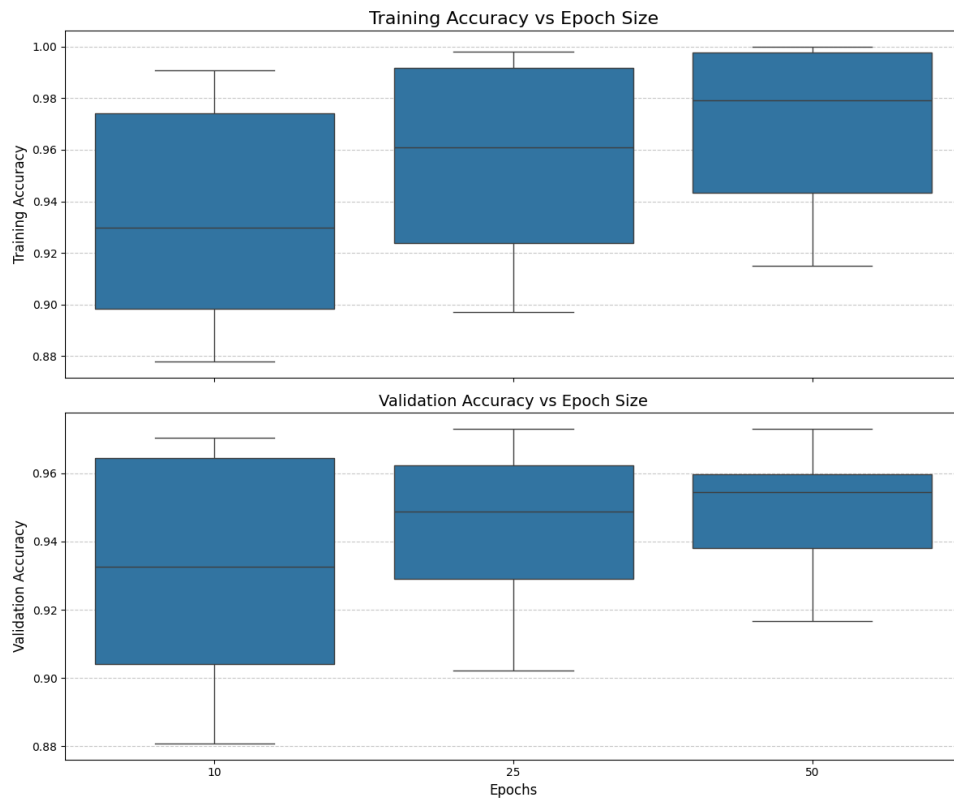 Training Accuracy vs Epoch Size
1.00
0.98
0.96
0.94
0.92
0.90
0.88
Training Accuracy
Validation Accuracy vs Epoch Size
0.96
0.94
0.92
0.90
0.88
Validation Accuracy
10 25 50
Epochs